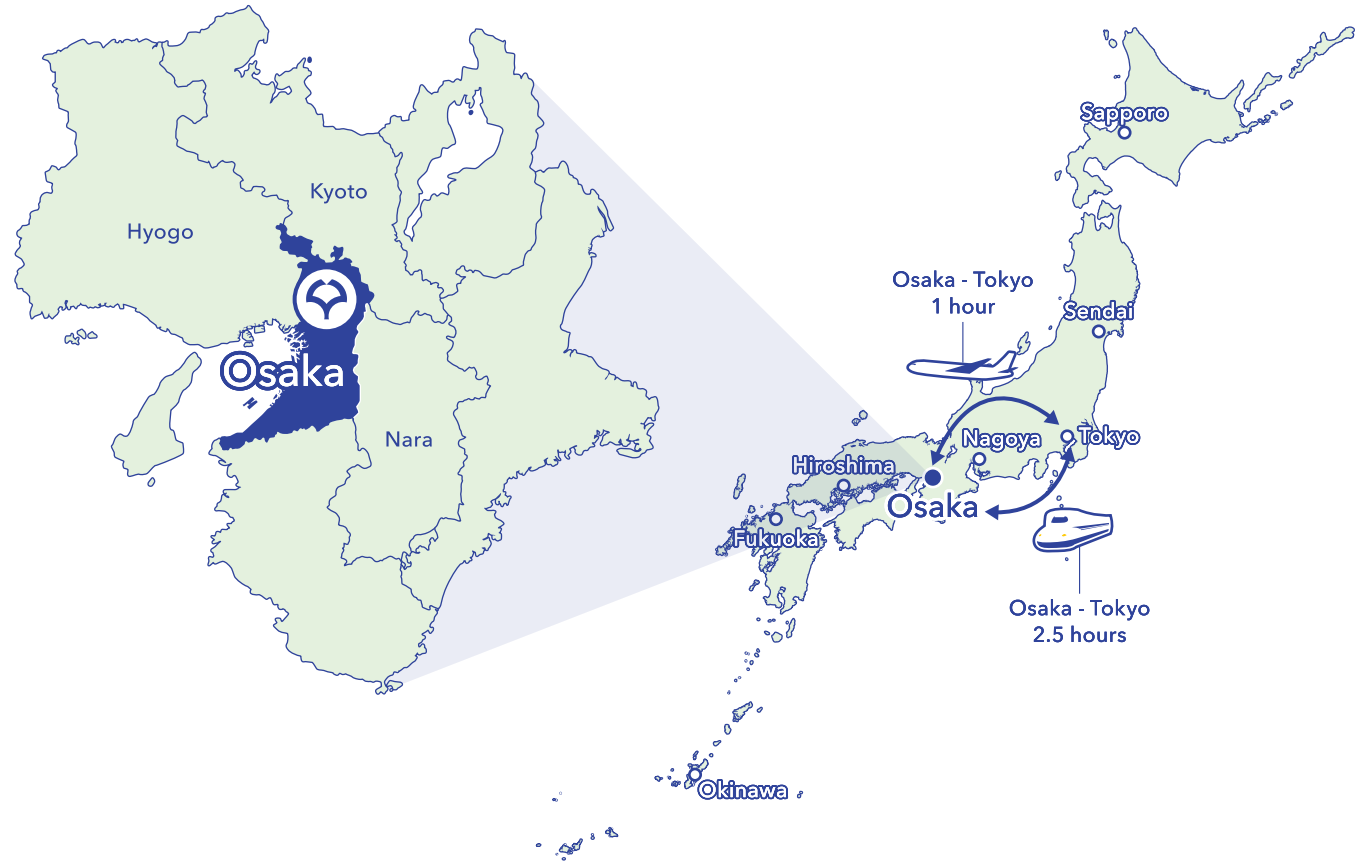 Kyoto
Hyogo
Osaka
Nara
Sapporo
Osaka - Tokyo
1 hour
Sendai
Nagoya
Tokyo
Hiroshima
Osaka
Fukuoka
Osaka - Tokyo
2.5 hours
Okinawa